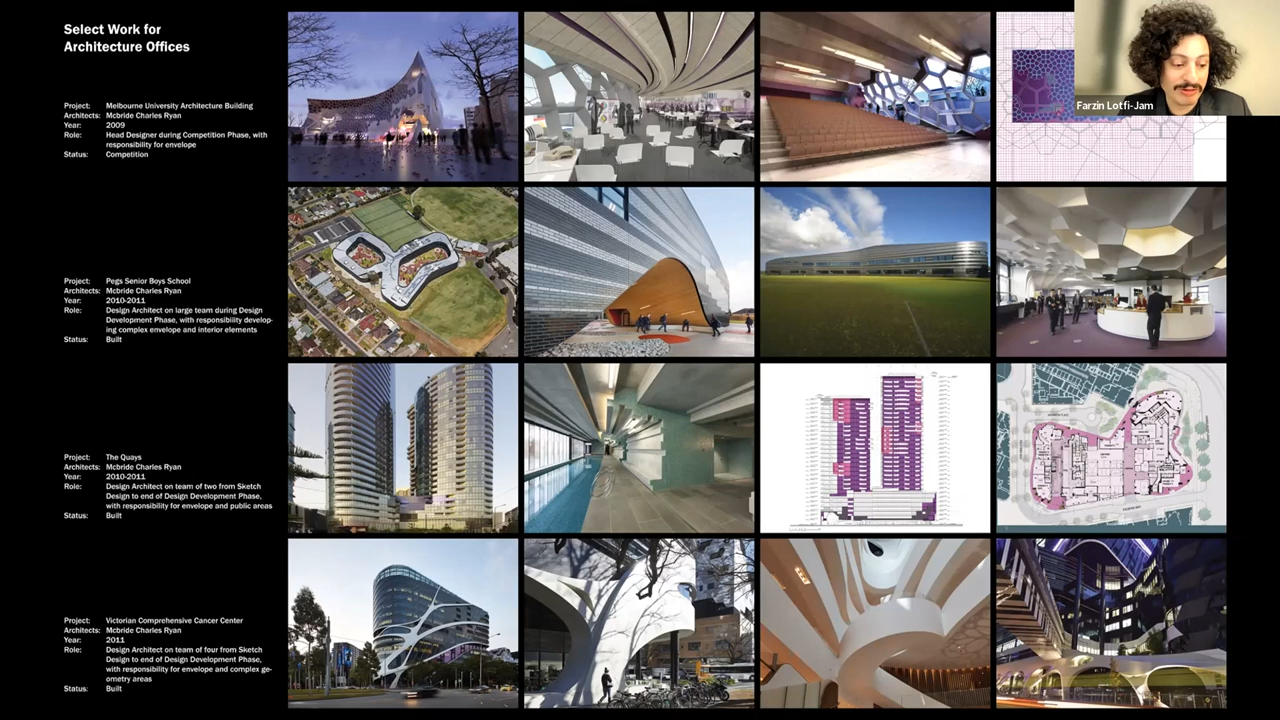 Select Work for
Architecture Offices
Farzin Lotfi-Jam
Project: Melbourne University Architecture Building
Architects: Mcbride Charles Ryan
Year: 2009
Role: Head Designer during Competition Phase, with
responsibility for envelope
Status: Competition
Project: Pegs Senior Boys School
Architects: Mcbride Charles Ryan
Year: 2010-2011
Role: Design Architect on large team during Design
Development Phase, with responsibility develop-
ing complex envelope and interior elements
Status: Built
Project: The Quays
Architects: Mcbride Charles Ryan
Year: 2010-2011
Role: Design Architect on team of two from Sketch
Design to end of Design Development Phase,
with responsibility for envelope and public areas
Status: Built
Project: Victorian Comprehensive Cancer Center
Architects: Mcbride Charles Ryan
Year: 2011
Role: Design Architect on team of four from Sketch
Design to end of Design Development Phase,
with responsibility for envelope and complex ge-
ometry areas
Status: Built